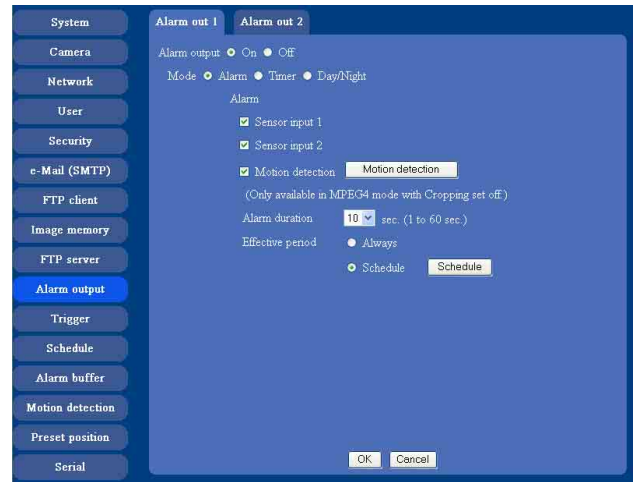 System
Camera
Network
User
Security
e-Mail (SMTP)
FTP client
Image memory
FTP server
Alarm output
Trigger
Schedule
Alarm buffer
Motion detection
Preset position
Serial
Alarm out 1 Alarm out 2
Alarm output On Off
Mode Alarm Timer Day/Night
Alarm
Sensor input 1
Sensor input 2
Motion detection Motion detection
(Only available in MPEG4 mode with Cropping set off.)
Alarm duration 10 sec. (1 to 60 sec.)
Effective period Always
Schedule Schedule
OK Cancel